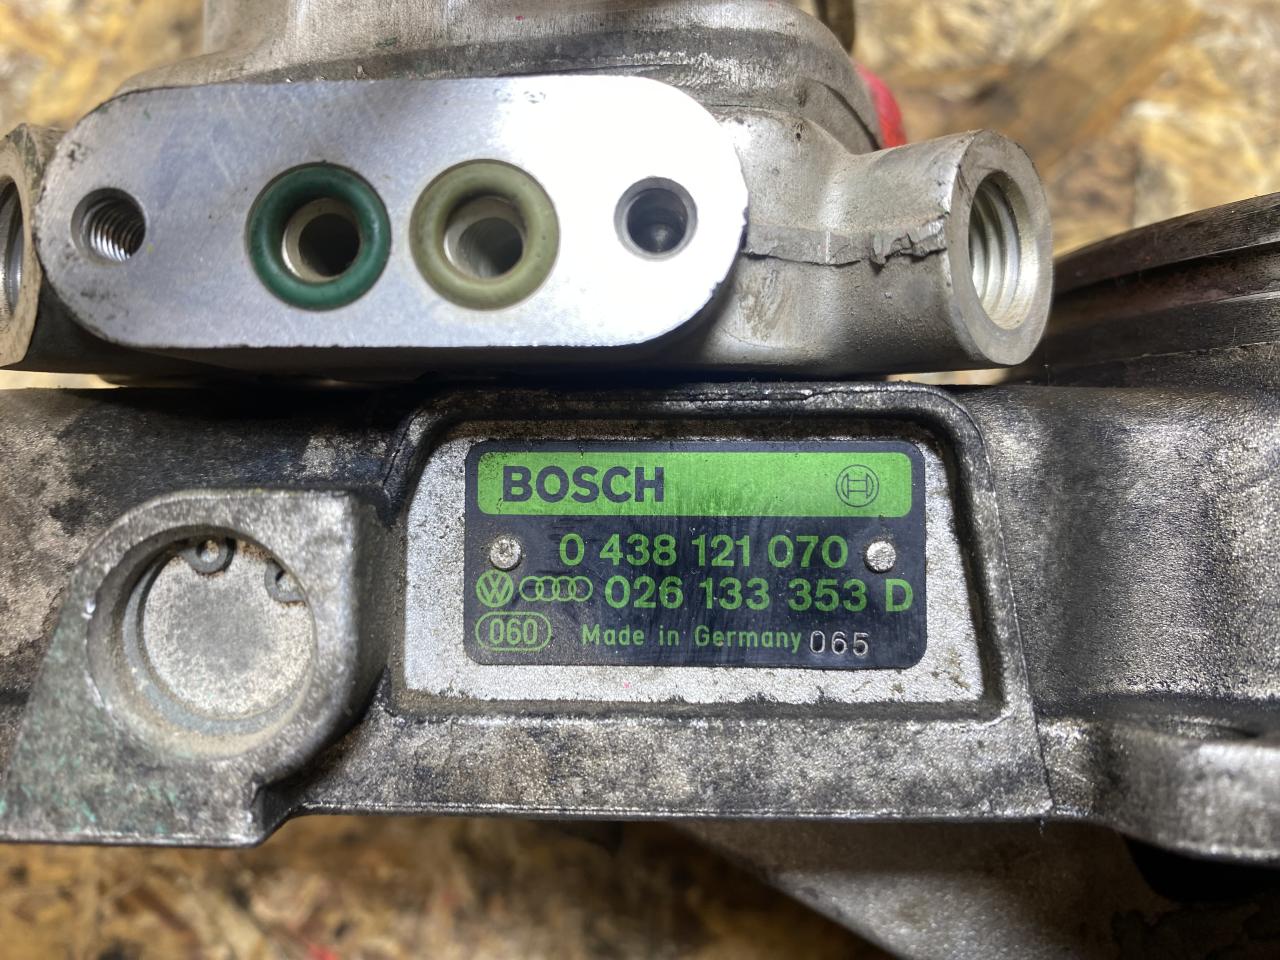 BOSCH
0 438 121 070
026 133 353 D
060 Made in Germany 065